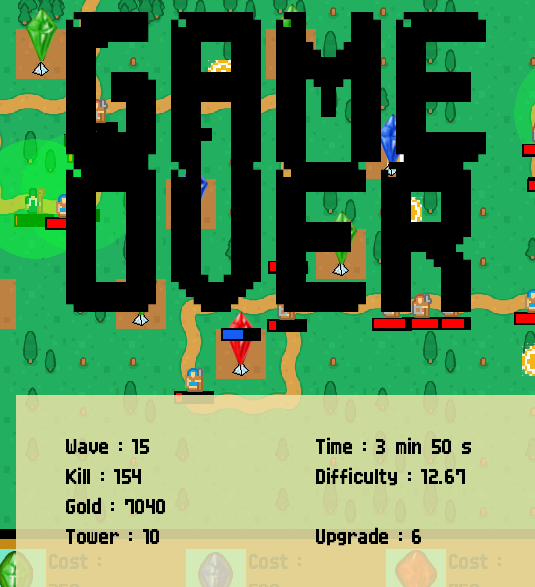 GAME
OVER
Wave : 15
Time : 3 min 50 s
Kill : 154
Difficulty : 12.67
Gold : 7040
Tower : 10
Upgrade : 6
Cost : Cost : Cost :